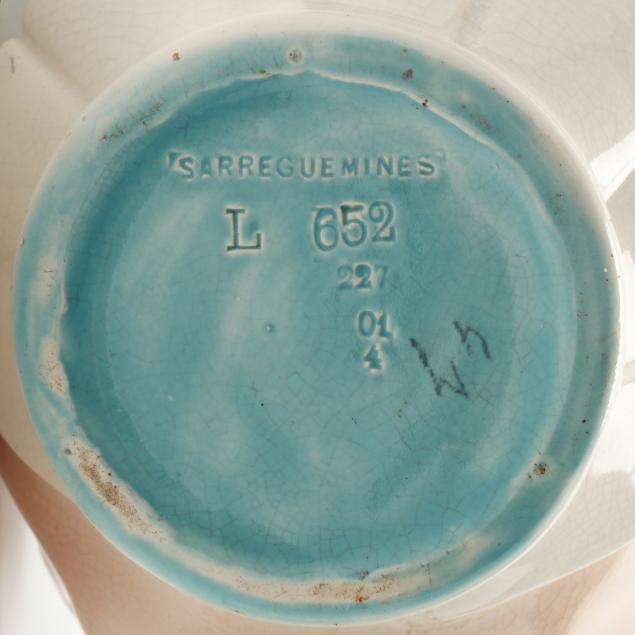 SARREGUEMINES
L 652
227
01
4